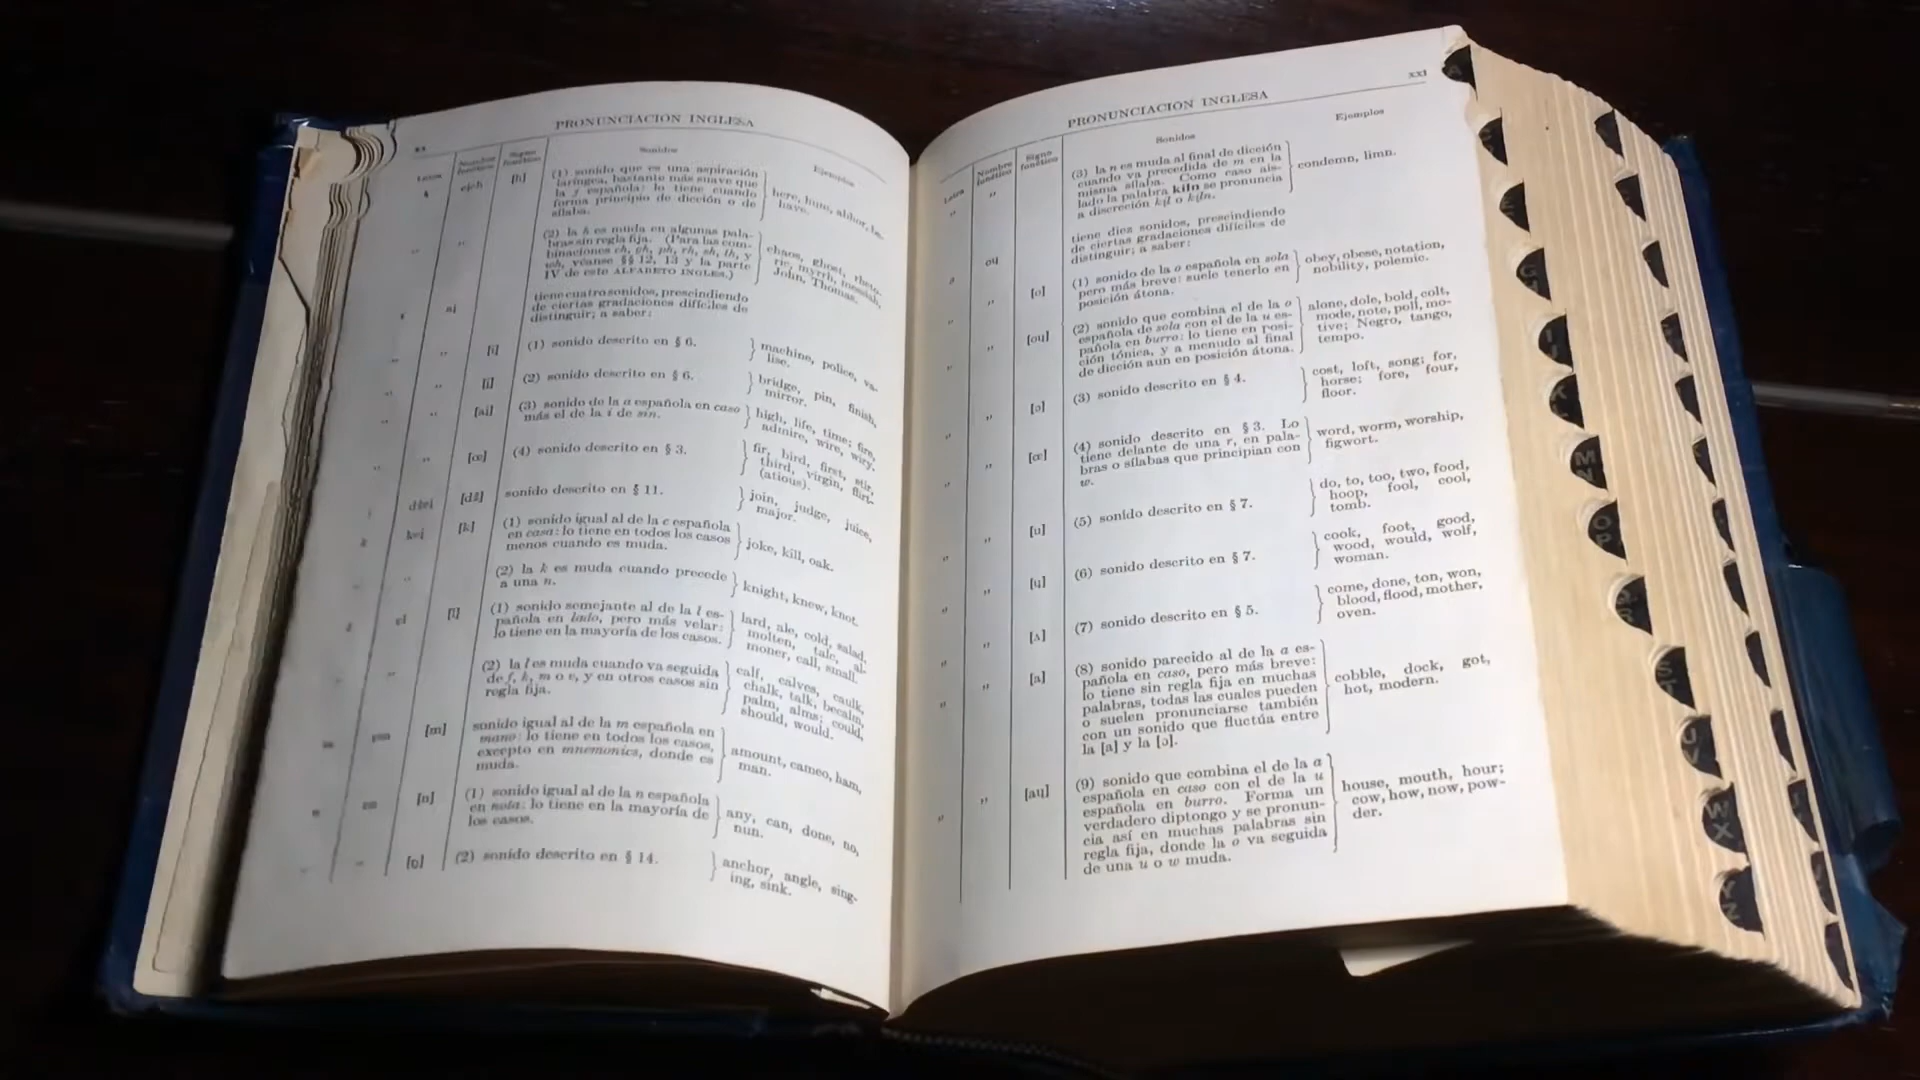 xx
PRONUNCIACION INGLESA
Letra
Nombre
fonético
Signo
fonético
Sonidos
Ejemplos
ejch
[h]
(1) sonido que es una aspiración
laríngea, bastante más suave que
la j española: lo tiene cuando
forma principio de dicción o de
sílaba.
here, hum, abhor, be-
have.
„
„
(2) la h es muda en algunas pala-
bras sin regla fija. (Para las com-
binaciones ch, gh, ph, rh, sh, th, y
wh, véanse §§ 12, 13 y la parte
IV de este ALFABETO INGLES.)
chaos, ghost, rheto-
ric, myrrh, messiah,
John, Thomas.
i
ai
tiene cuatro sonidos, prescindiendo
de ciertas gradaciones difíciles de
distinguir; a saber:
„
„
[i]
(1) sonido descrito en § 6.
machine, police, va-
lise.
„
„
(2) sonido descrito en § 6.
bridge, pin, finish,
mirror.
„
„
[ai]
(3) sonido de la a española en caso
más el de la i de sin.
high, life, time; fire,
admire, wire, wiry.
„
„
[œ]
(4) sonido descrito en § 3.
fir, bird, first, stir,
third, virgin, flirt-
(atious).
j
[dž]
sonido descrito en § 11.
join, judge, juice,
major.
k
kei
[k]
(1) sonido igual al de la c española
en casa: lo tiene en todos los casos
menos cuando es muda.
joke, kill, oak.
„
(2) la k es muda cuando precede
a una n.
knight, knew, knot.
l
el
[l]
(1) sonido semejante al de la l es-
pañola en lado, pero más velar:
lo tiene en la mayoría de los casos.
lard, ale, cold, salad,
molten, talc, al-
moner, call, small.
„
(2) la l es muda cuando va seguida
de f, k, m o v, y en otros casos sin
regla fija.
calf, calves, caulk,
chalk, talk, becalm,
palm, alms; could,
should, would.
m
em
[m]
sonido igual al de la m española en
mano: lo tiene en todos los casos,
excepto en mnemonics, donde es
muda.
amount, cameo, ham,
man.
n
en
[n]
(1) sonido igual al de la n española
en sola: lo tiene en la mayoría de
los casos.
any, can, done, no,
nun.
(2) sonido descrito en § 14.
anchor, angle, sing-
ing, sink.
PRONUNCIACION INGLESA
xxi
Letra
Nombre
fonético
Signo
fonético
Sonidos
Ejemplos
„
„
(3) la n es muda al final de dicción
cuando va precedida de m en la
misma sílaba. Como caso ais-
lado la palabra kiln se pronuncia
a discreción kil o kiln.
condemn, limn.
o
ou
tiene diez sonidos, prescindiendo
de ciertas gradaciones difíciles de
distinguir; a saber:
„
„
[o]
(1) sonido de la o española en sola
pero más breve: suele tenerlo en
posición átona.
obey, obese, notation,
nobility, polemic.
„
„
[ou̯]
(2) sonido que combina el de la o
española de sola con el de la u es-
pañola en burro: lo tiene en posi-
ción tónica, y a menudo al final
de dicción aun en posición átona.
alone, dole, bold, colt,
mode, note, poll, mo-
tive; Negro, tango,
tempo.
„
„
[ɔ]
(3) sonido descrito en § 4.
cost, loft, song; for,
horse; fore, four,
floor.
„
„
[œ]
(4) sonido descrito en § 3. Lo
tiene delante de una r, en pala-
bras o sílabas que principian con
w.
word, worm, worship,
figwort.
„
„
[u]
(5) sonido descrito en § 7.
do, to, too, two, food,
hoop, fool, cool,
tomb.
„
„
[ų]
(6) sonido descrito en § 7.
cook, foot, good,
wood, would, wolf,
woman.
„
„
[ʌ]
(7) sonido descrito en § 5.
come, done, ton, won,
blood, flood, mother,
oven.
„
„
[a]
(8) sonido parecido al de la a es-
pañola en caso, pero más breve:
lo tiene sin regla fija en muchas
palabras, todas las cuales pueden
o suelen pronunciarse también
con un sonido que fluctúa entre
la [a] y la [ɔ].
cobble, dock, got,
hot, modern.
„
„
[aų]
(9) sonido que combina el de la a
española en caso con el de la u
española en burro. Forma un
verdadero diptongo y se pronun-
cia así en muchas palabras sin
regla fija, donde la o va seguida
de una u o w muda.
house, mouth, hour;
cow, how, now, pow-
der.
A
G
H
K
L
M
N
O
P
S
T
U
V
W
X
Y
Z